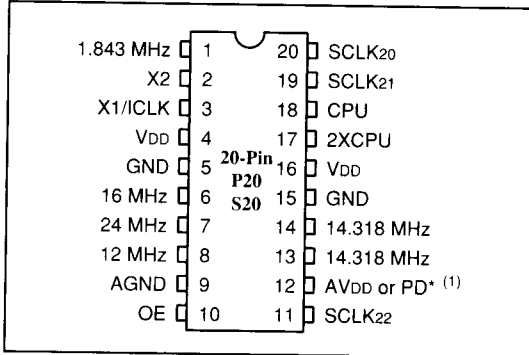 1.843 MHz 1 20 SCLK20
X2 2 19 SCLK21
X1/ICLK 3 18 CPU
VDD 4 17 2XCPU
GND 5 20-Pin 16 VDD
P20
S20
16 MHz 6 15 GND
24 MHz 7 14 14.318 MHz
12 MHz 8 13 14.318 MHz
AGND 9 12 AVDD or PD* (1)
OE 10 11 SCLK22